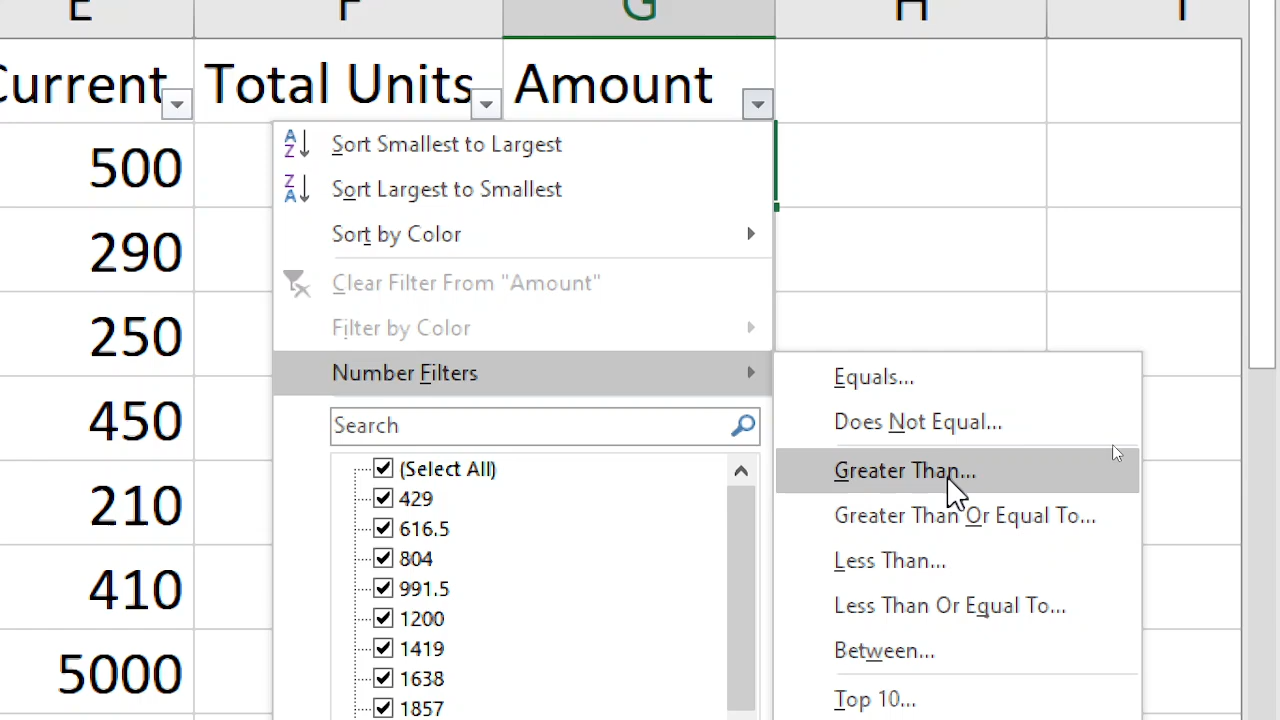 E F G H I
Current Total Units Amount
500
290
250
450
210
410
5000
Sort Smallest to Largest
Sort Largest to Smallest
Sort by Color
Clear Filter From "Amount"
Filter by Color
Number Filters
Search
(Select All)
429
616.5
804
991.5
1200
1419
1638
1857
Equals...
Does Not Equal...
Greater Than...
Greater Than Or Equal To...
Less Than...
Less Than Or Equal To...
Between...
Top 10...